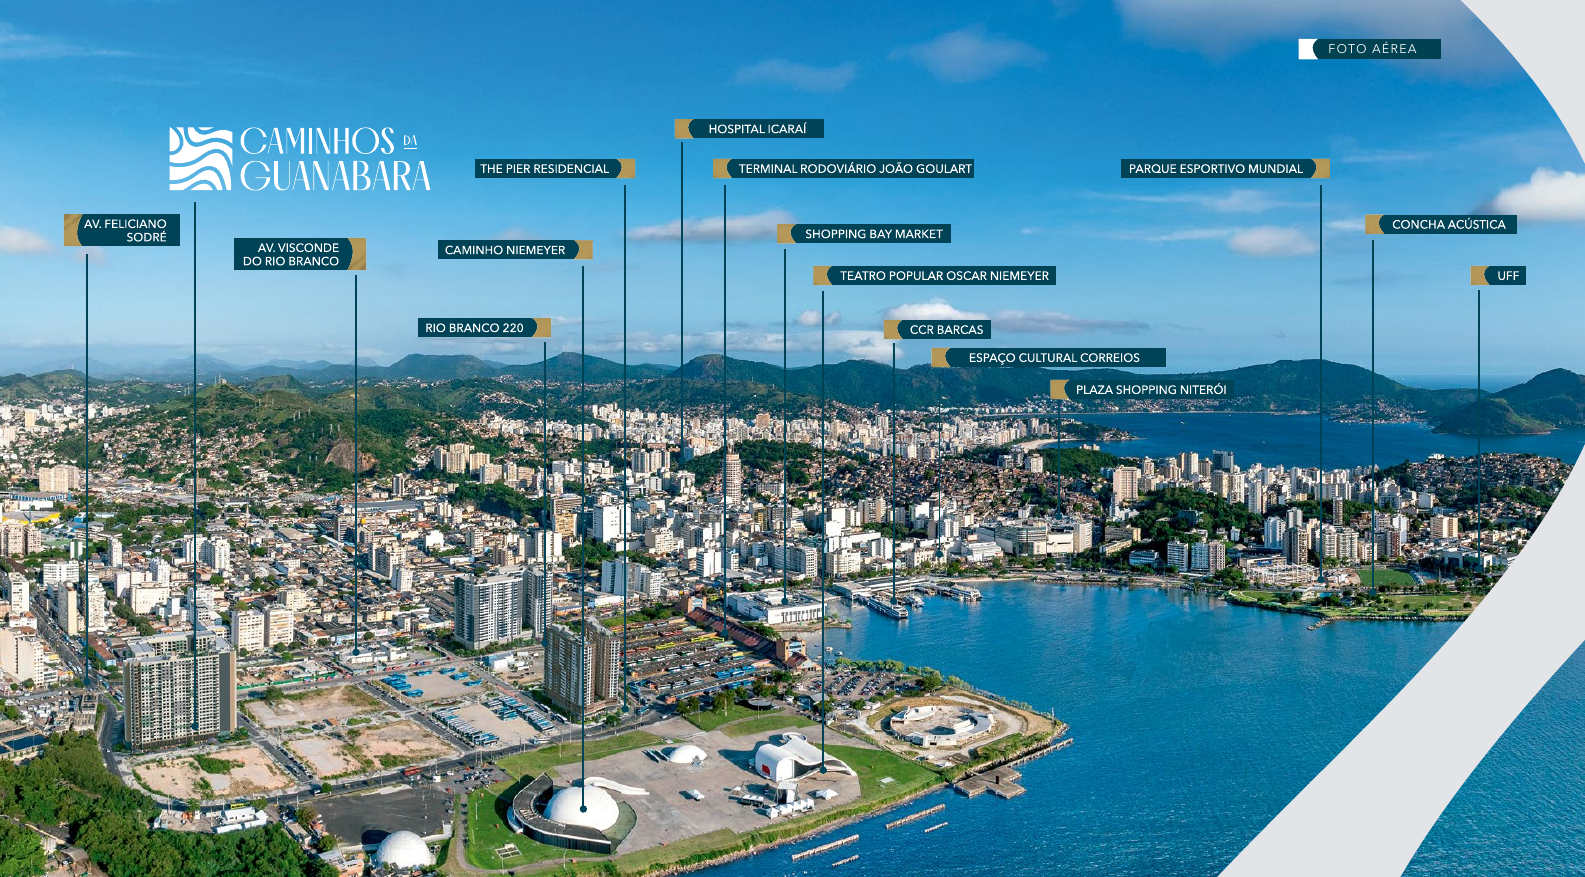 FOTO AÉREA
CAMINHOS DA
GUANABARA
HOSPITAL ICARAÍ
THE PIER RESIDENCIAL
TERMINAL RODOVIÁRIO JOÃO GOULART
PARQUE ESPORTIVO MUNDIAL
AV. FELICIANO
SODRÉ
CONCHA ACÚSTICA
SHOPPING BAY MARKET
AV. VISCONDE
DO RIO BRANCO
CAMINHO NIEMEYER
TEATRO POPULAR OSCAR NIEMEYER
UFF
RIO BRANCO 220
CCR BARCAS
ESPAÇO CULTURAL CORREIOS
PLAZA SHOPPING NITERÓI